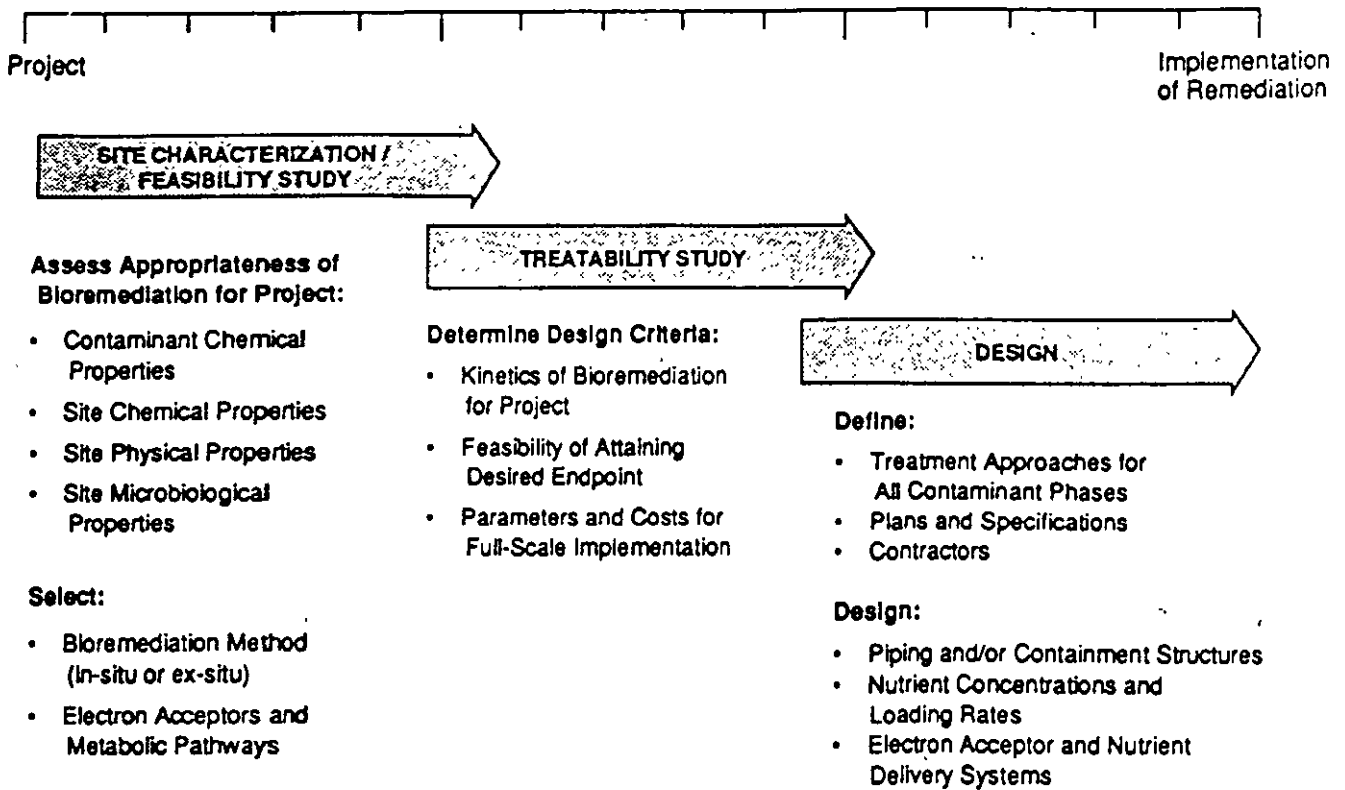 Project
Implementation
of Remediation
SITE CHARACTERIZATION /
FEASIBILITY STUDY
Assess Appropriateness of
Bioremediation for Project:
• Contaminant Chemical
Properties
• Site Chemical Properties
• Site Physical Properties
• Site Microbiological
Properties
Select:
• Bioremediation Method
(In-situ or ex-situ)
• Electron Acceptors and
Metabolic Pathways
TREATABILITY STUDY
Determine Design Criteria:
• Kinetics of Bioremediation
for Project
• Feasibility of Attaining
Desired Endpoint
• Parameters and Costs for
Full-Scale Implementation
DESIGN
Define:
• Treatment Approaches for
All Contaminant Phases
• Plans and Specifications
• Contractors
Design:
• Piping and/or Containment Structures
• Nutrient Concentrations and
Loading Rates
• Electron Acceptor and Nutrient
Delivery Systems